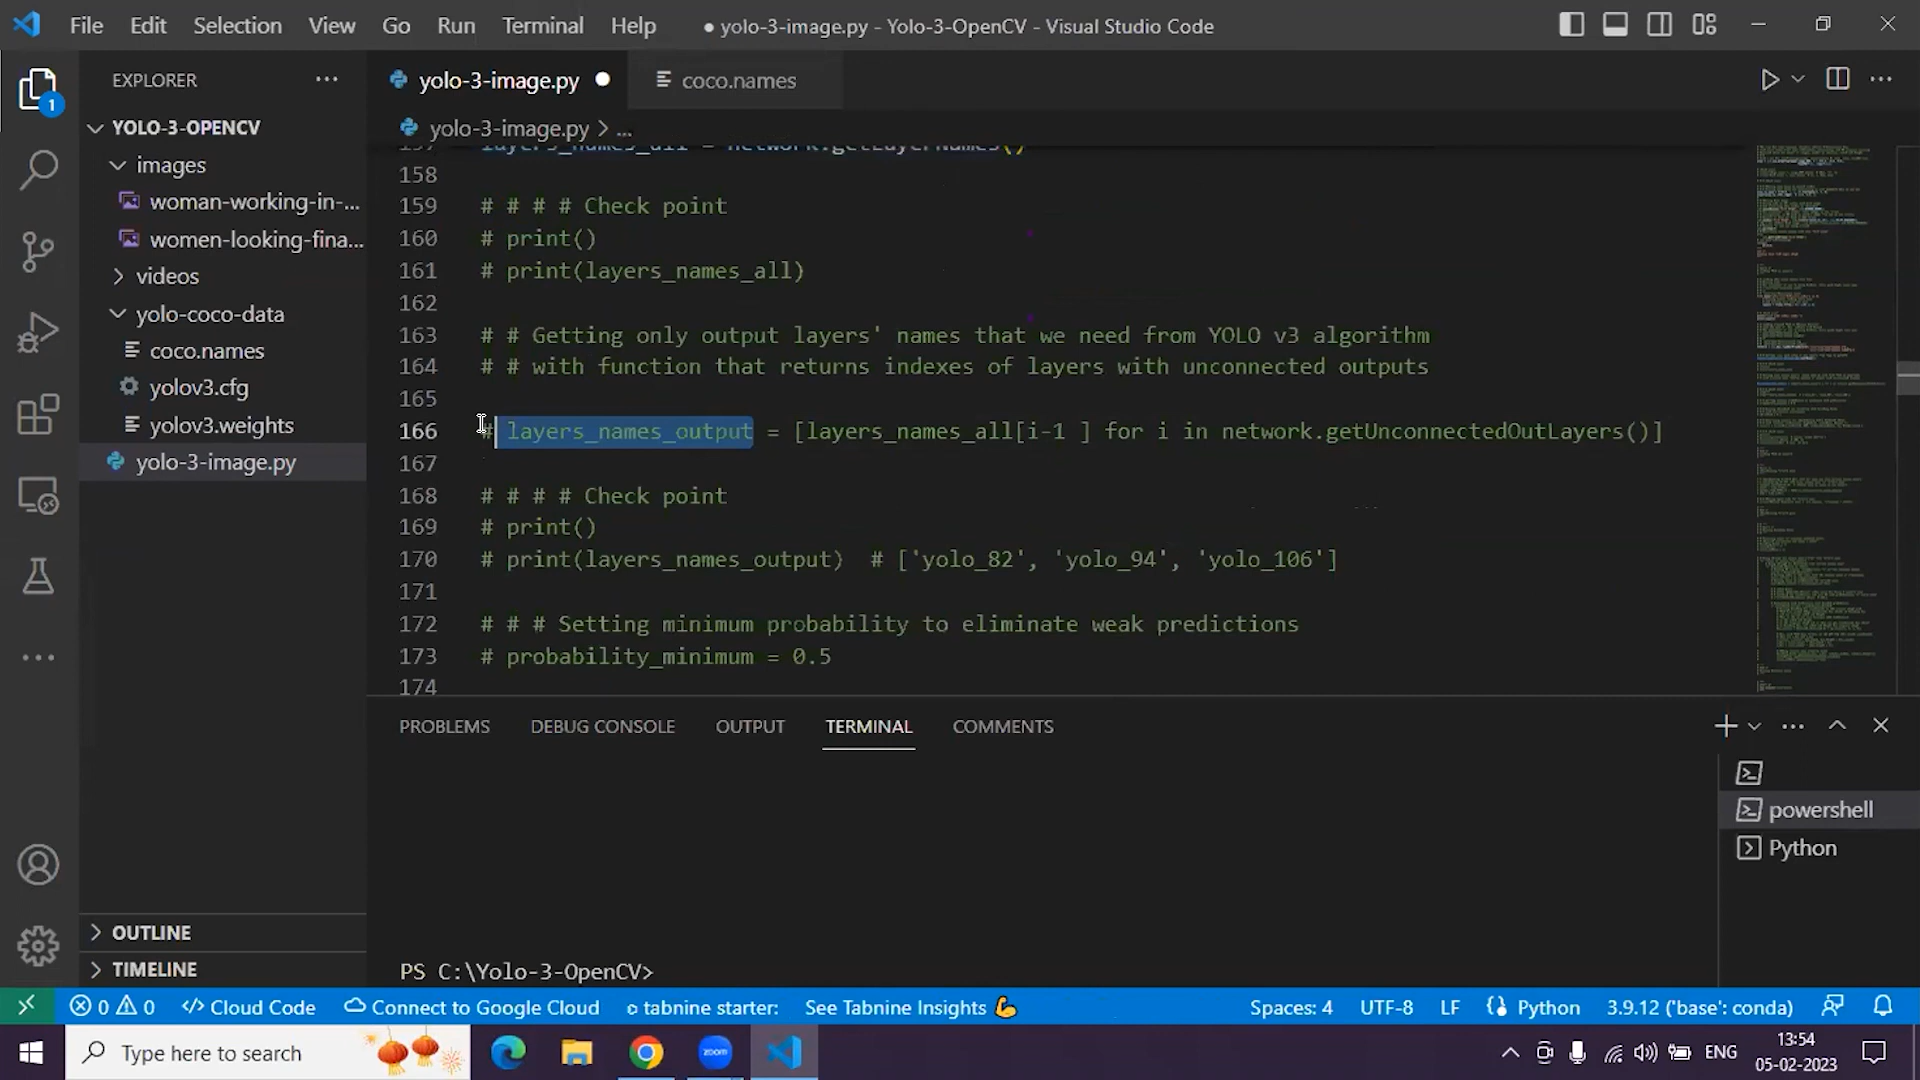 File Edit Selection View Go Run Terminal Help ● yolo-3-image.py - Yolo-3-OpenCV - Visual Studio Code
EXPLORER ··· yolo-3-image.py ● coco.names
YOLO-3-OPENCV
yolo-3-image.py > ...
images
woman-working-in-...
women-looking-fina...
videos
yolo-coco-data
coco.names
yolov3.cfg
yolov3.weights
yolo-3-image.py
OUTLINE
TIMELINE
1
157 layers_names_all = network.getLayerNames()
158
159 # # # # Check point
160 # print()
161 # print(layers_names_all)
162
163 # # Getting only output layers' names that we need from YOLO v3 algorithm
164 # # with function that returns indexes of layers with unconnected outputs
165
166 # layers_names_output = [layers_names_all[i-1 ] for i in network.getUnconnectedOutLayers()]
167
168 # # # # Check point
169 # print()
170 # print(layers_names_output)  # ['yolo_82', 'yolo_94', 'yolo_106']
171
172 # # # Setting minimum probability to eliminate weak predictions
173 # probability_minimum = 0.5
174
PROBLEMS DEBUG CONSOLE OUTPUT TERMINAL COMMENTS
powershell
Python
PS C:\Yolo-3-OpenCV>
0 0 Cloud Code Connect to Google Cloud tabnine starter: See Tabnine Insights 💪 Spaces: 4 UTF-8 LF Python 3.9.12 ('base': conda)
Type here to search zoom ENG 13:54
05-02-2023